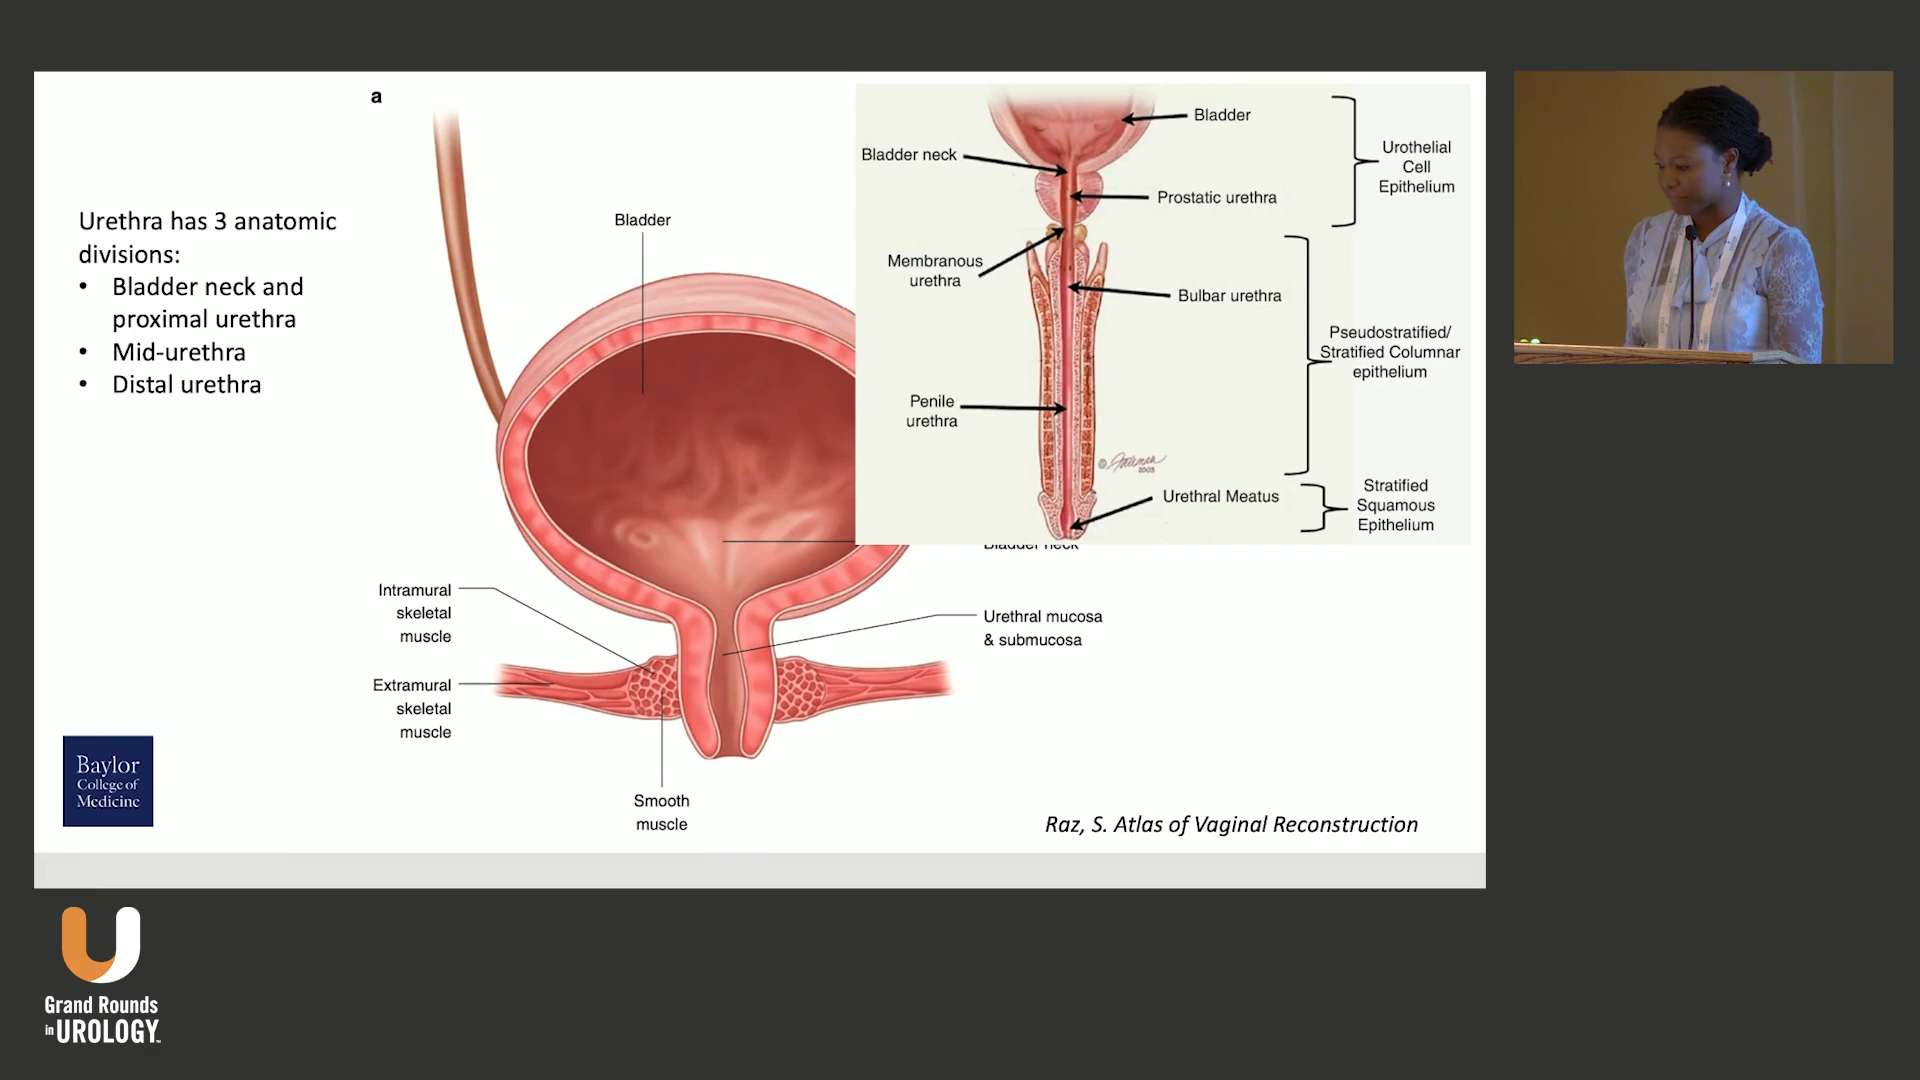 a
Urethra has 3 anatomic
divisions:
• Bladder neck and
proximal urethra
• Mid-urethra
• Distal urethra
Bladder
Intramural
skeletal
muscle
Extramural
skeletal
muscle
Smooth
muscle
Bladder neck
Urethral mucosa
& submucosa
Bladder
Bladder neck
Prostatic urethra
Membranous
urethra
Bulbar urethra
Penile
urethra
Urethral Meatus
Urothelial
Cell
Epithelium
Pseudostratified/
Stratified Columnar
epithelium
Stratified
Squamous
Epithelium
© 
2003
Raz, S. Atlas of Vaginal Reconstruction
Baylor
College of
Medicine
Grand Rounds
in UROLOGY™